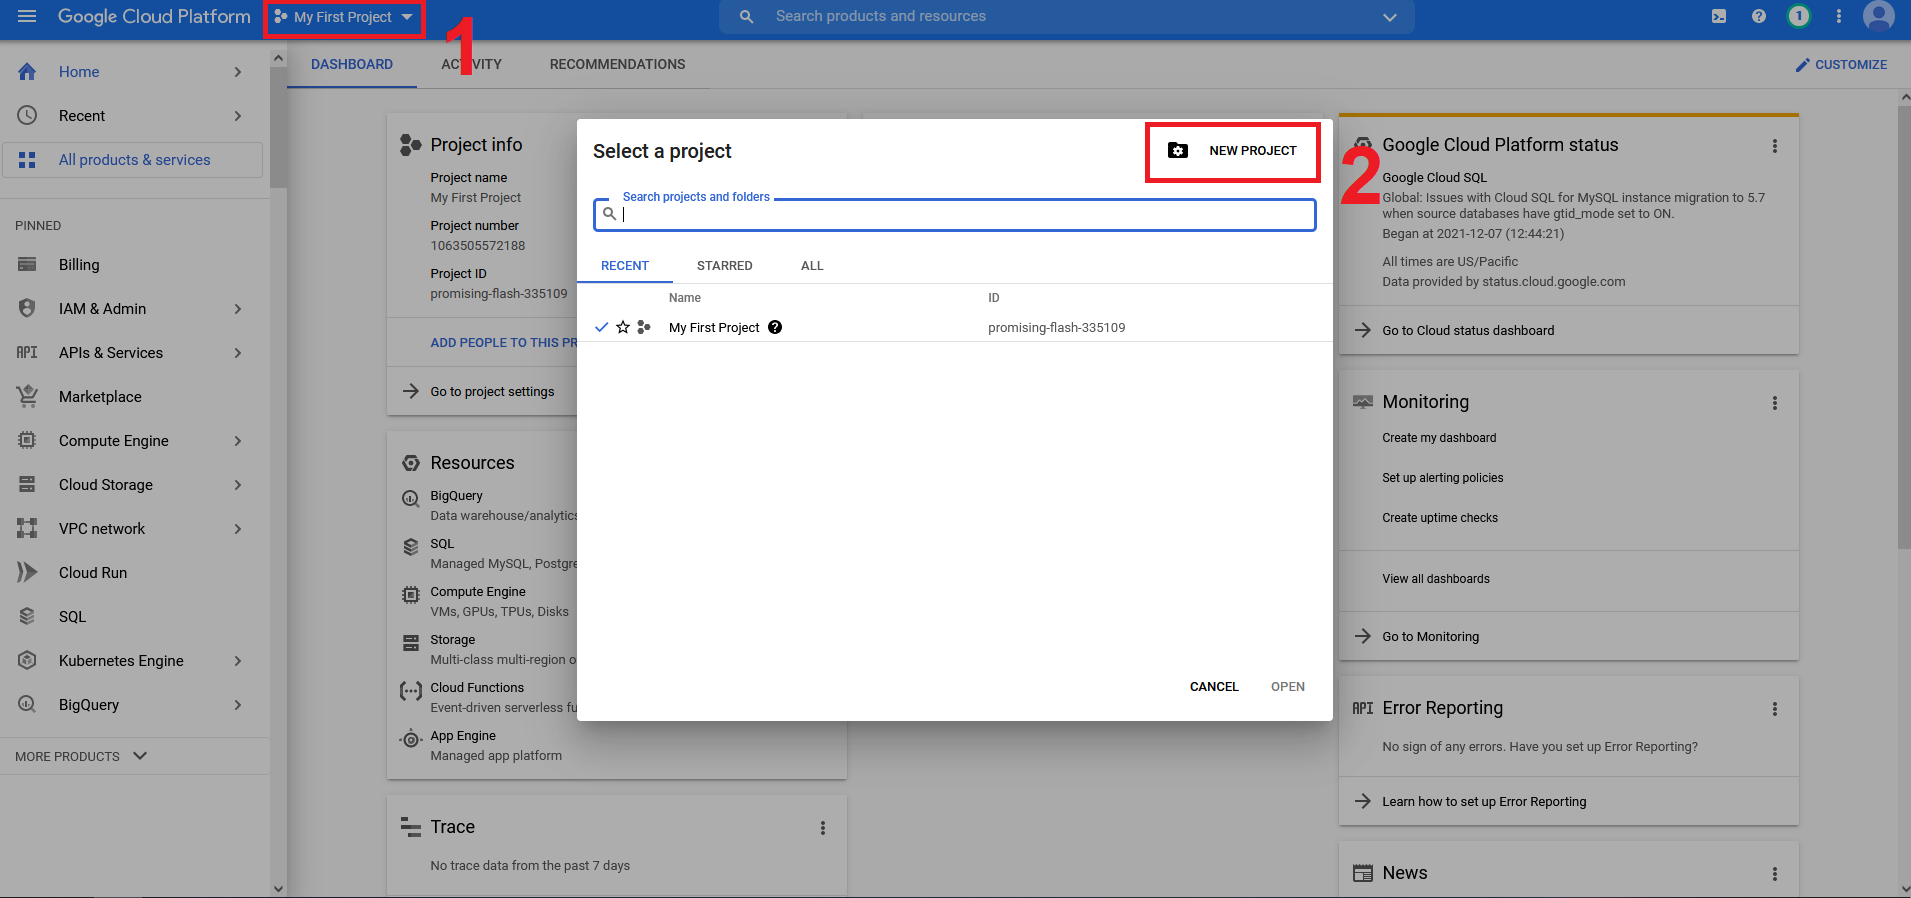 Google Cloud Platform
My First Project
1
Search products and resources
1
Home
Recent
All products & services
PINNED
Billing
IAM & Admin
API
APIs & Services
Marketplace
Compute Engine
Cloud Storage
VPC network
Cloud Run
SQL
Kubernetes Engine
BigQuery
MORE PRODUCTS
DASHBOARD
ACTIVITY
RECOMMENDATIONS
CUSTOMIZE
Project info
Project name
My First Project
Project number
1063505572188
Project ID
promising-flash-335109
ADD PEOPLE TO THIS PR
Go to project settings
Resources
BigQuery
Data warehouse/analytics
SQL
Managed MySQL, Postgre
Compute Engine
VMs, GPUs, TPUs, Disks
Storage
Multi-class multi-region o
Cloud Functions
Event-driven serverless fu
App Engine
Managed app platform
Trace
No trace data from the past 7 days
Select a project
NEW PROJECT
2
Search projects and folders
RECENT
STARRED
ALL
Name
ID
My First Project
promising-flash-335109
CANCEL
OPEN
Google Cloud Platform status
Google Cloud SQL
Global: Issues with Cloud SQL for MySQL instance migration to 5.7
when source databases have gtid_mode set to ON.
Began at 2021-12-07 (12:44:21)
All times are US/Pacific
Data provided by status.cloud.google.com
Go to Cloud status dashboard
Monitoring
Create my dashboard
Set up alerting policies
Create uptime checks
View all dashboards
Go to Monitoring
API
Error Reporting
No sign of any errors. Have you set up Error Reporting?
Learn how to set up Error Reporting
News